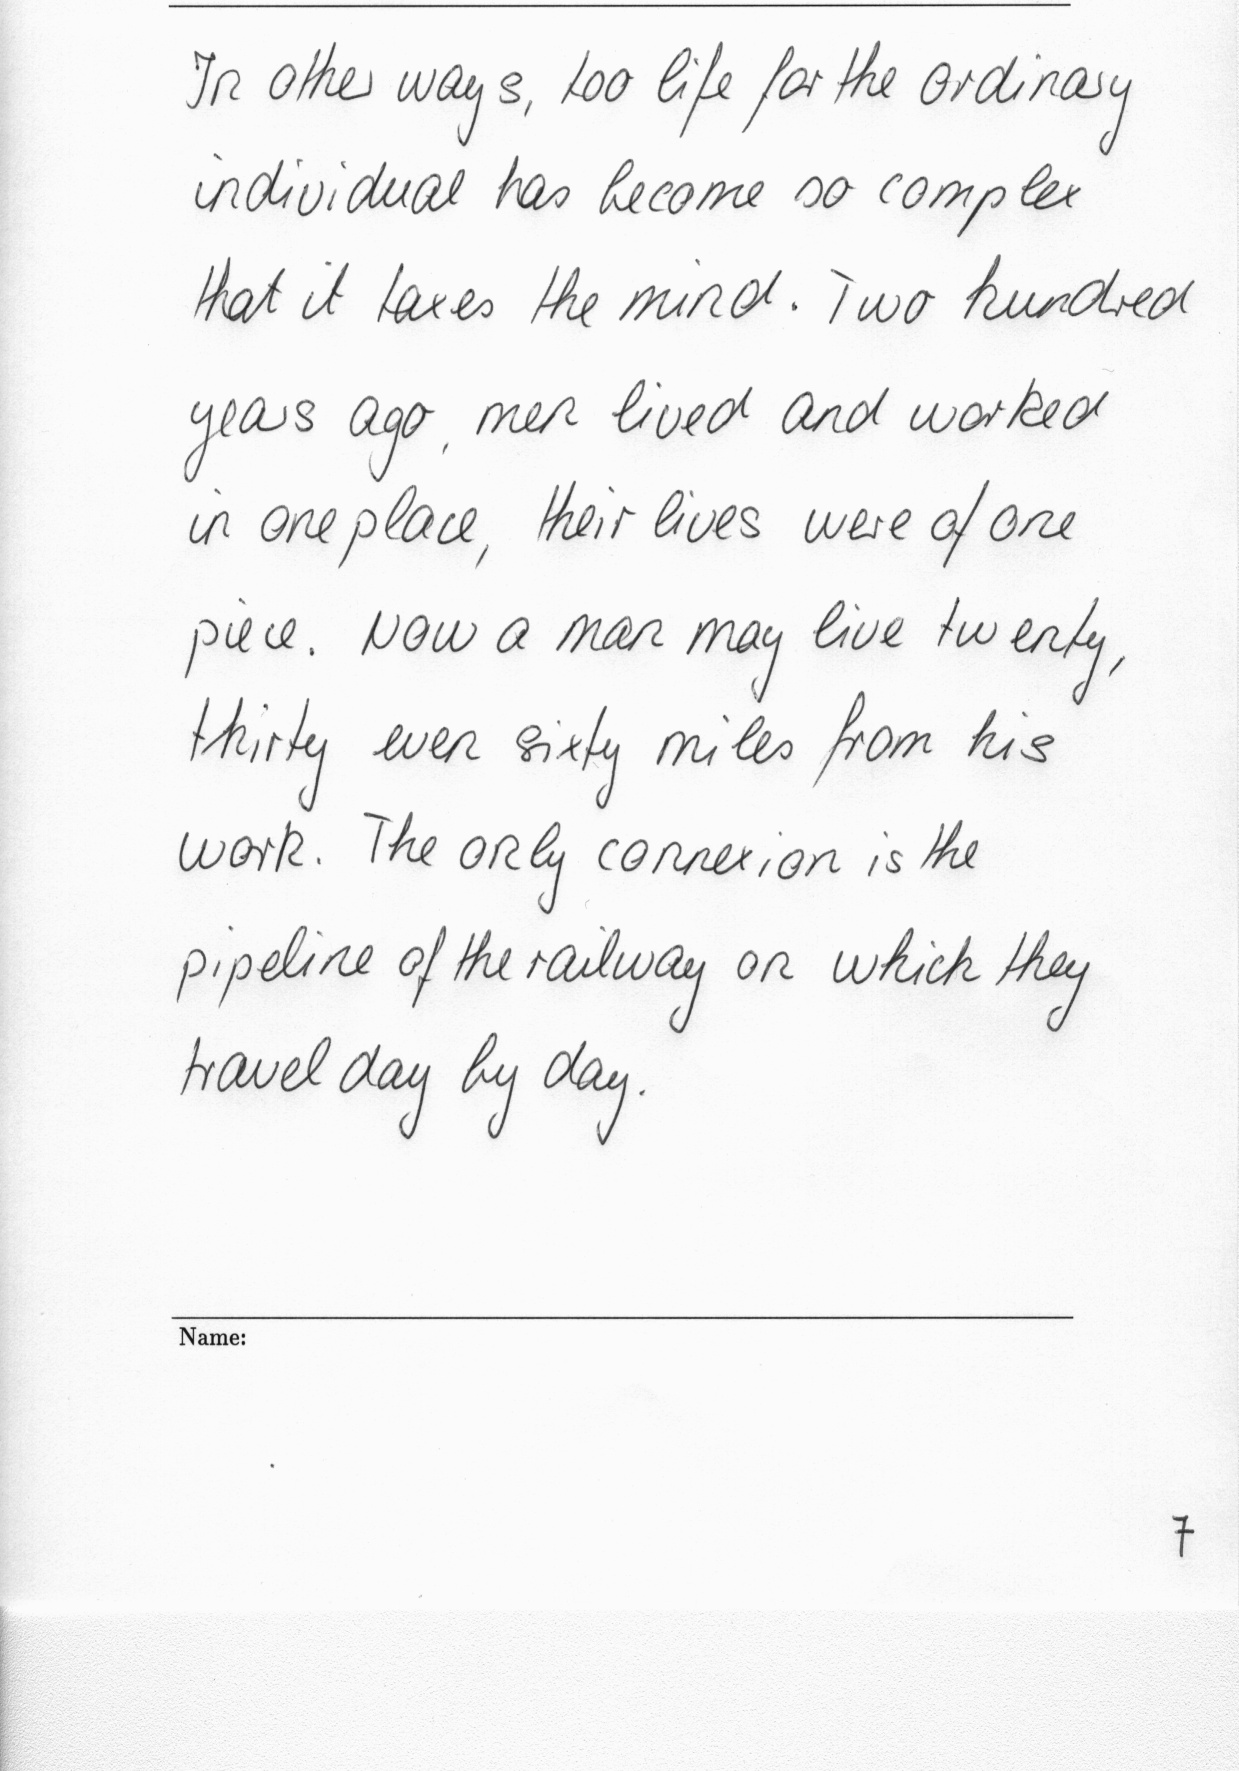 In other ways, too life for the ordinary
individual has become so complex
that it taxes the mind. Two hundred
years ago, men lived and worked
in one place, their lives were of one
piece. Now a man may live twenty,
thirty even sixty miles from his
work. The only connexion is the
pipeline of the railway on which they
travel day by day.
Name:
7